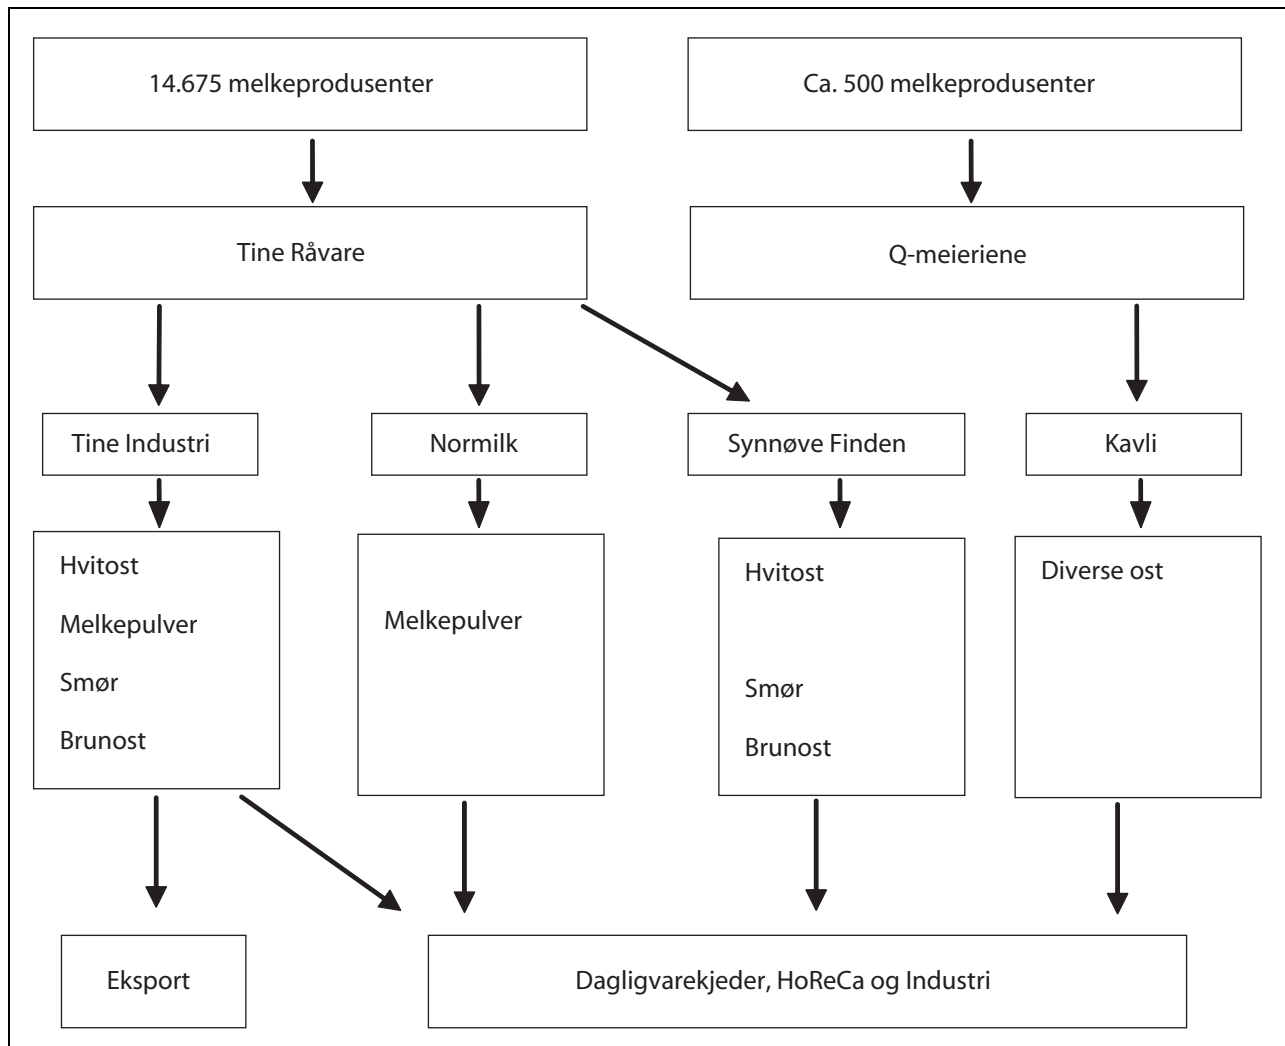 14.675 melkeprodusenter
Ca. 500 melkeprodusenter
Tine Råvare
Q-meieriene
Tine Industri
Normilk
Synnøve Finden
Kavli
Hvitost
Melkepulver
Smør
Brunost
Melkepulver
Hvitost
Smør
Brunost
Diverse ost
Eksport
Dagligvarekjeder, HoReCa og Industri